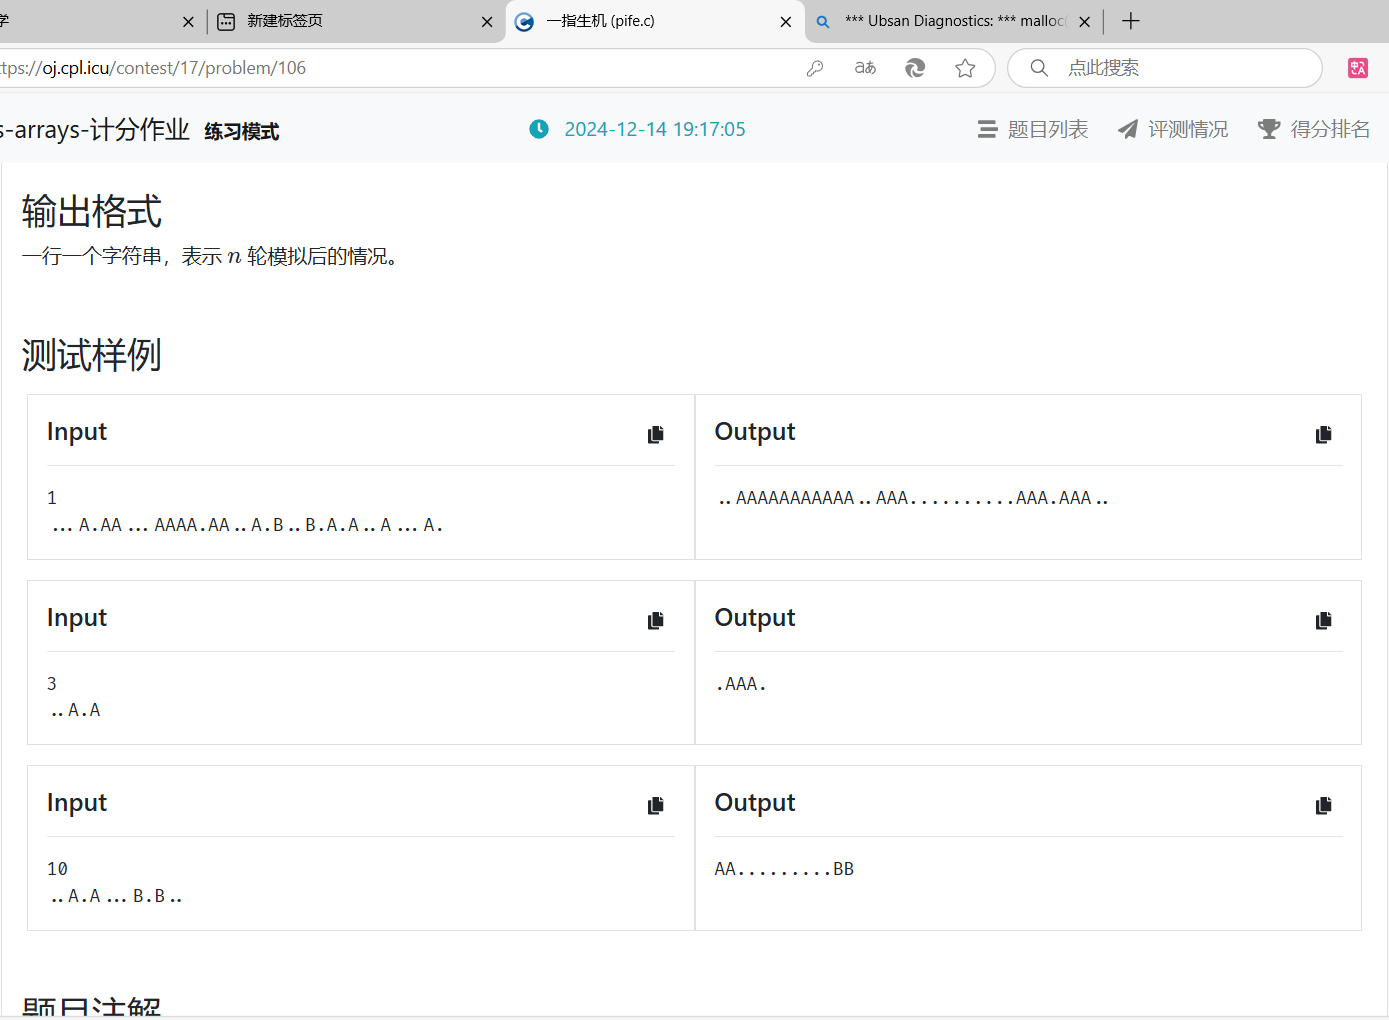 学
新建标签页
一指生机 (pife.c)
*** Ubsan Diagnostics: *** malloc(
ttps://oj.cpl.icu/contest/17/problem/106
aあ
点此搜索
s-arrays-计分作业 练习模式
2024-12-14 19:17:05
题目列表
评测情况
得分排名
输出格式
一行一个字符串，表示 n 轮模拟后的情况。
测试样例
Input
1
...A.AA...AAAA.AA..A.B..B.A.A..A...A.
Output
..AAAAAAAAAAA..AAA..........AAA.AAA..
Input
3
..A.A
Output
.AAA.
Input
10
..A.A...B.B..
Output
AA.........BB
题目注解